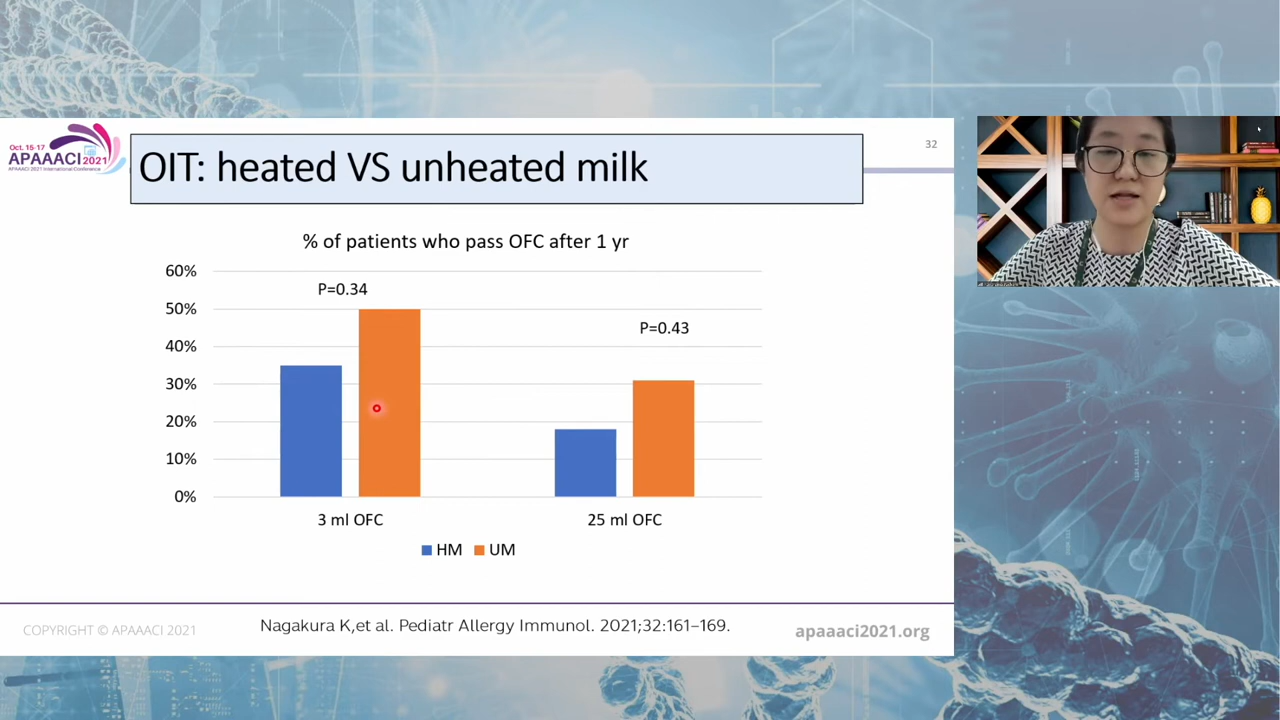 Oct. 15-17
APAAACI 2021
APAAACI 2021 International Conference
32
OIT: heated VS unheated milk
% of patients who pass OFC after 1 yr
60%
50%
40%
30%
20%
10%
0%
P=0.34
P=0.43
3 ml OFC
25 ml OFC
HM
UM
COPYRIGHT © APAAACI 2021
Nagakura K,et al. Pediatr Allergy Immunol. 2021;32:161–169.
apaaaci2021.org